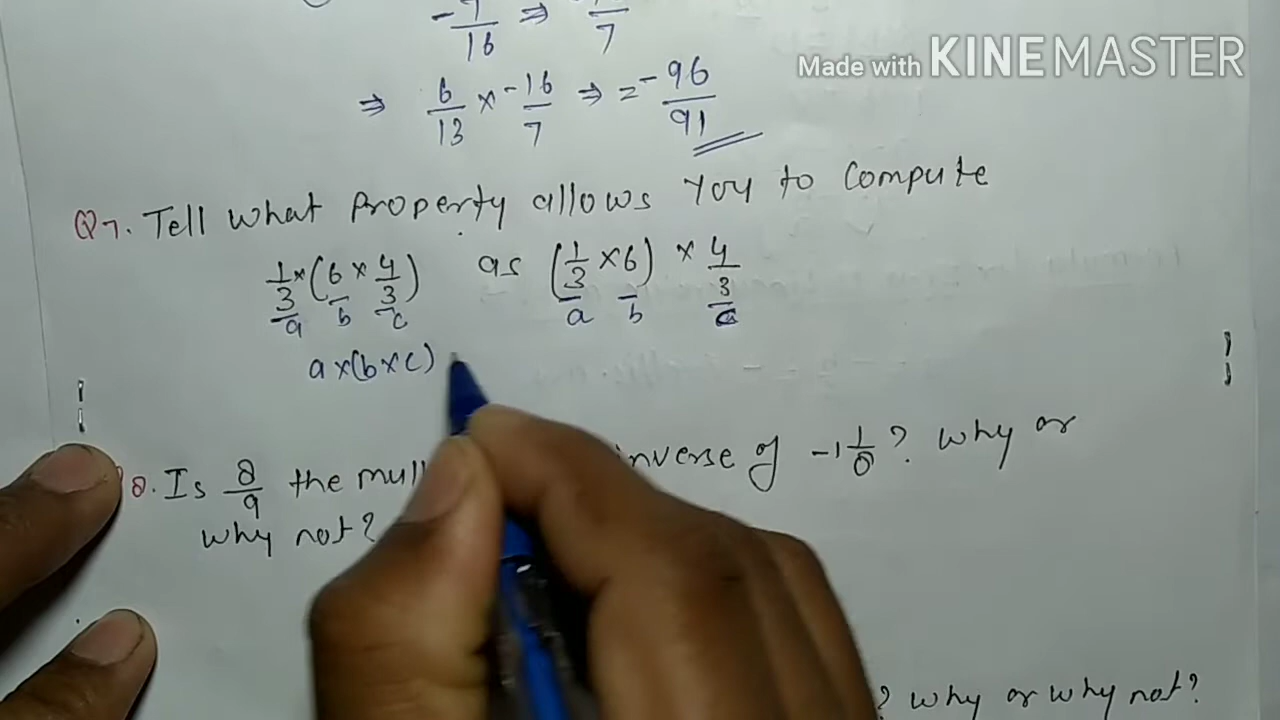 Made with KINEMASTER
- 7/16 ⇒ /7
⇒ 6/13 × -16/7 ⇒ = -96/91
Q7. Tell what property allows you to compute
1/3 × (6 × 4/3) as (1/3 × 6) × 4/3
a b c a b c
a × (b × c)
8. Is 8/9 the mul inverse of -1 1/8? why or
why not?
? why or why not?